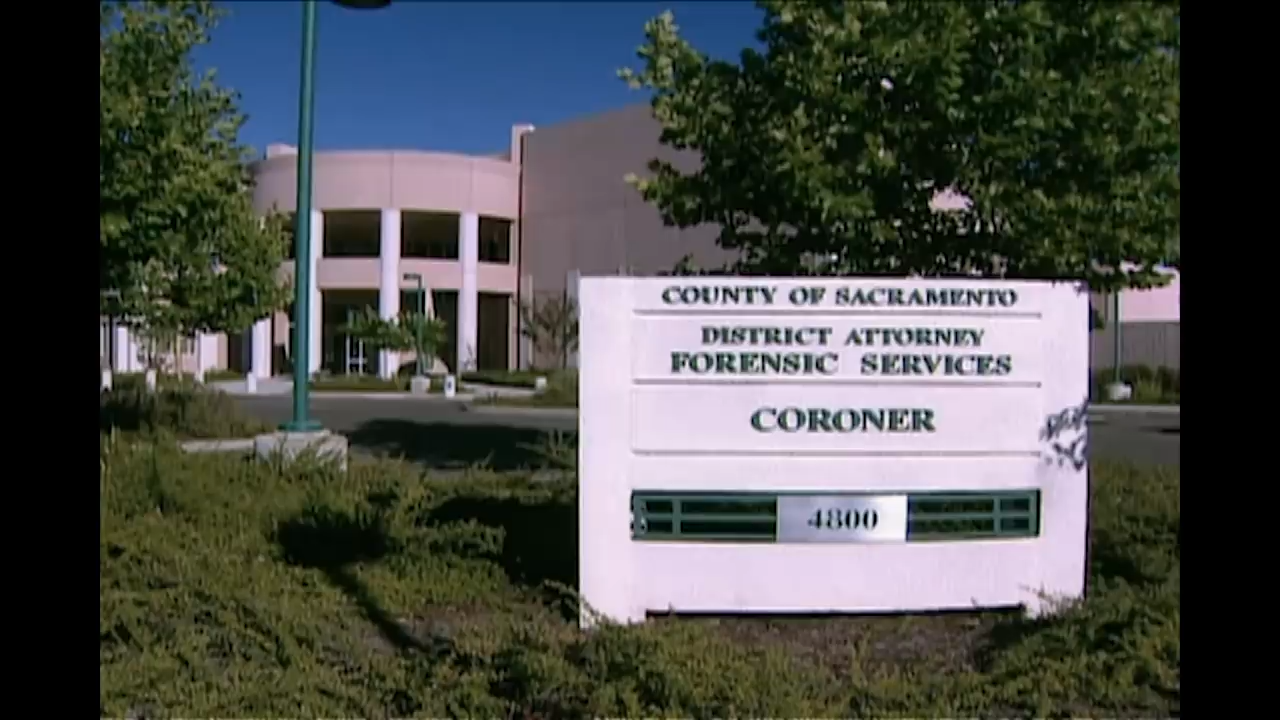 COUNTY OF SACRAMENTO
DISTRICT ATTORNEY
FORENSIC SERVICES
CORONER
4800